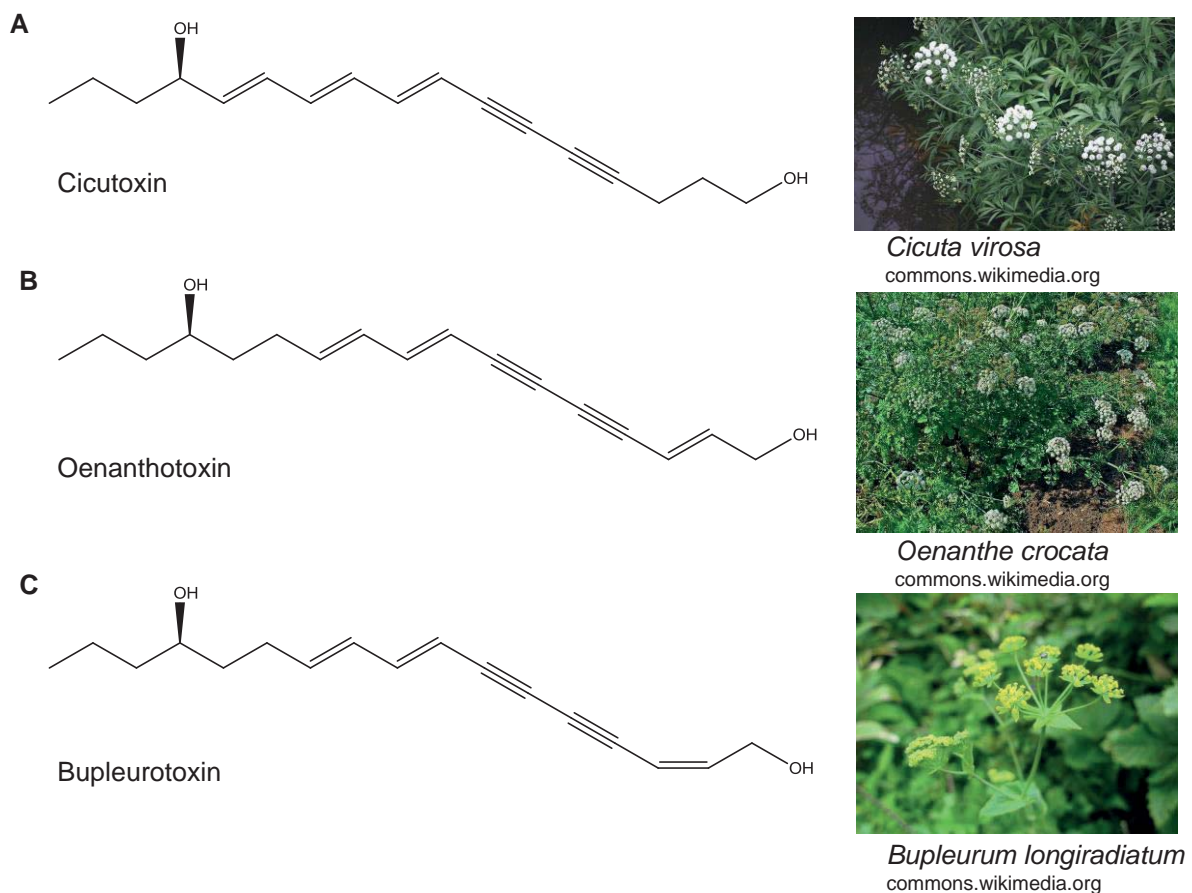 A
OH
OH
Cicutoxin
Cicuta virosa
commons.wikimedia.org
B
OH
OH
Oenanthotoxin
Oenanthe crocata
commons.wikimedia.org
C
OH
OH
Bupleurotoxin
Bupleurum longiradiatum
commons.wikimedia.org